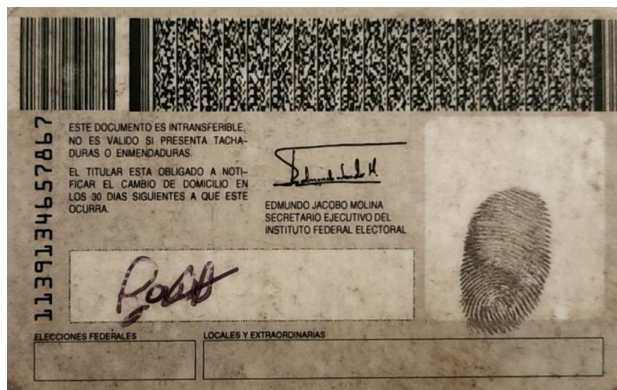 1139134657867
ESTE DOCUMENTO ES INTRANSFERIBLE,
NO ES VALIDO SI PRESENTA TACHA-
DURAS O ENMENDADURAS.
EL TITULAR ESTA OBLIGADO A NOTI-
FICAR EL CAMBIO DE DOMICILIO EN
LOS 30 DIAS SIGUIENTES A QUE ESTE
OCURRA.
EDMUNDO JACOBO MOLINA
SECRETARIO EJECUTIVO DEL
INSTITUTO FEDERAL ELECTORAL
ELECCIONES FEDERALES
LOCALES Y EXTRAORDINARIAS